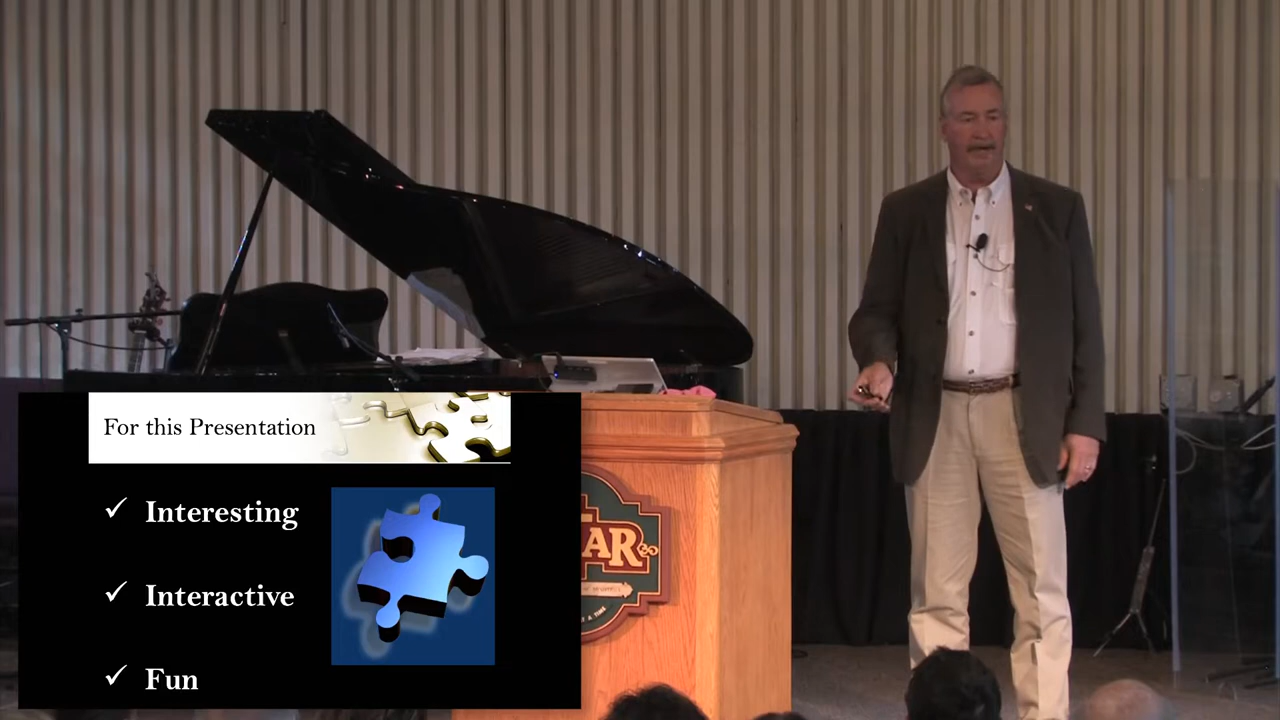 For this Presentation
✓ Interesting
✓ Interactive
✓ Fun